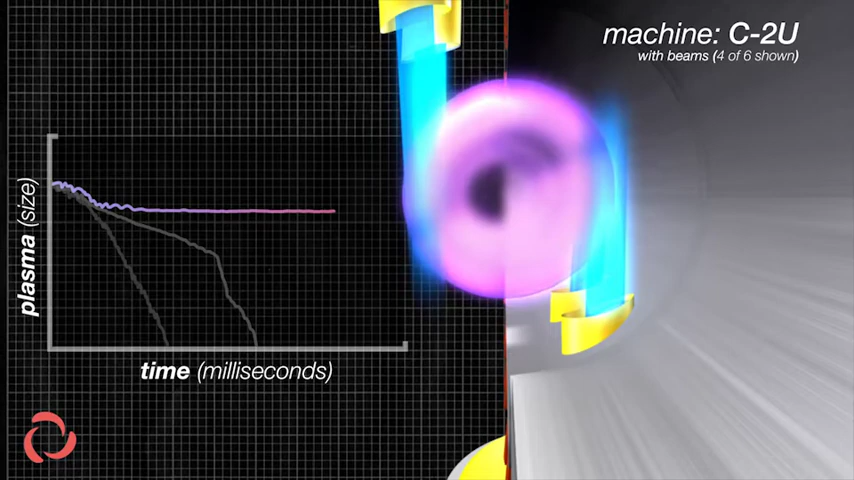 machine: C-2U
with beams (4 of 6 shown)
plasma (size)
time (milliseconds)